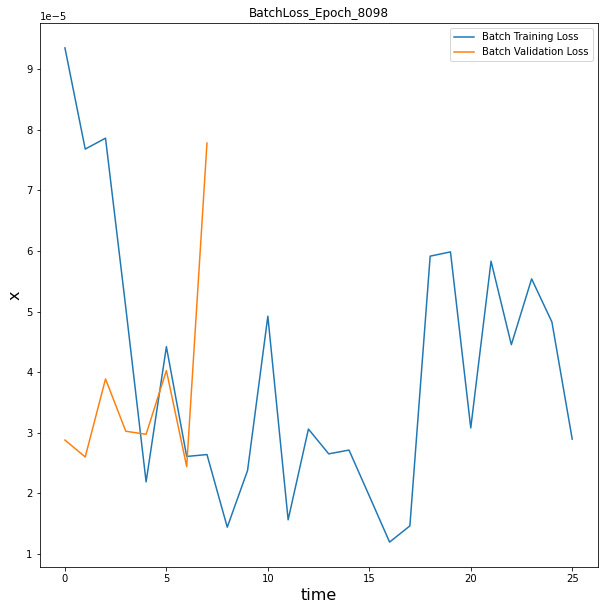 BatchLoss_Epoch_8098
1e−5
Batch Training Loss
Batch Validation Loss
9
8
7
6
5
4
3
2
1
x
0 5 10 15 20 25
time